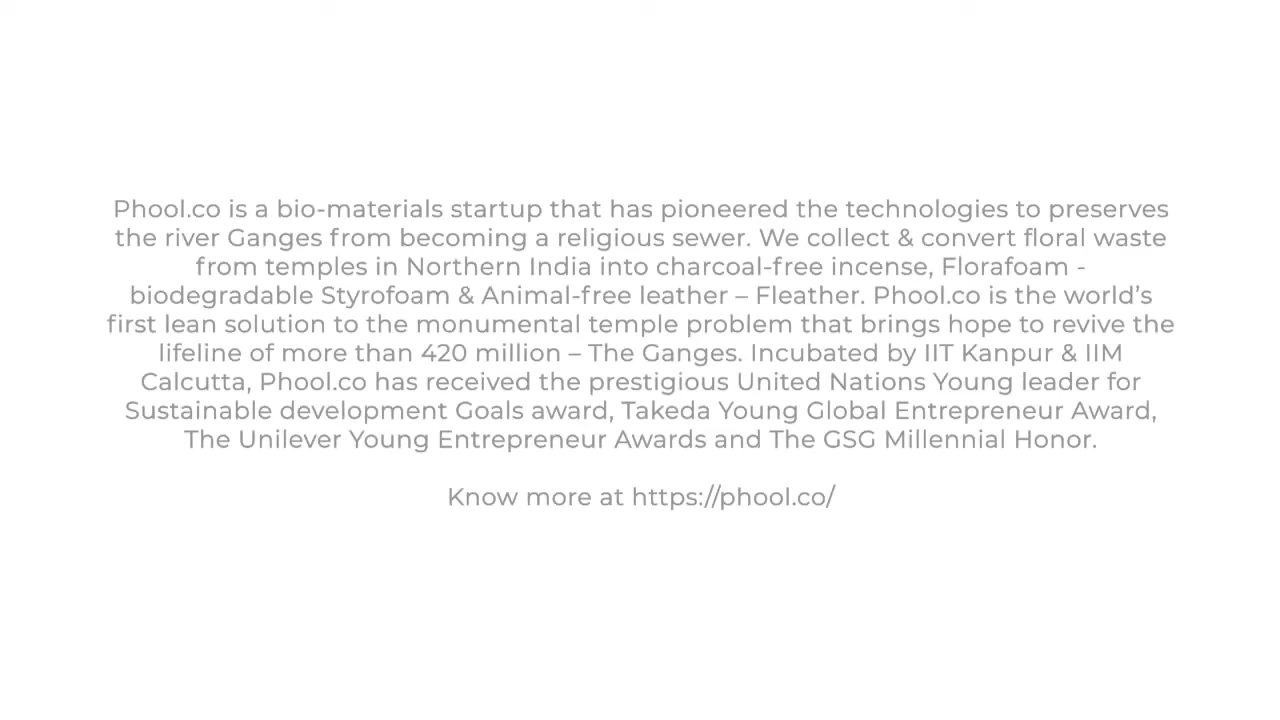 Phool.co is a bio-materials startup that has pioneered the technologies to preserves
the river Ganges from becoming a religious sewer. We collect & convert floral waste
from temples in Northern India into charcoal-free incense, Florafoam -
biodegradable Styrofoam & Animal-free leather – Fleather. Phool.co is the world’s
first lean solution to the monumental temple problem that brings hope to revive the
lifeline of more than 420 million – The Ganges. Incubated by IIT Kanpur & IIM
Calcutta, Phool.co has received the prestigious United Nations Young leader for
Sustainable development Goals award, Takeda Young Global Entrepreneur Award,
The Unilever Young Entrepreneur Awards and The GSG Millennial Honor.
Know more at https://phool.co/